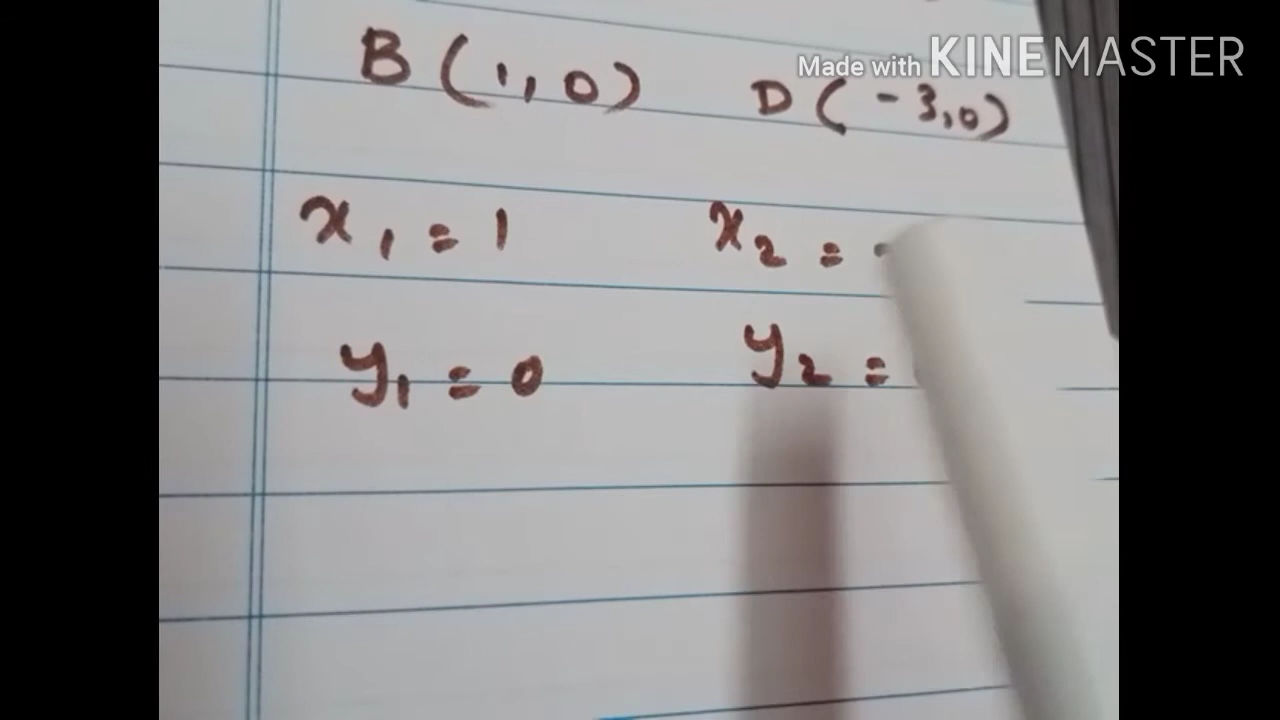 Made with KINEMASTER
B (1,0) D (-3,0)
x1 = 1 x2 = -
y1 = 0 y2 =